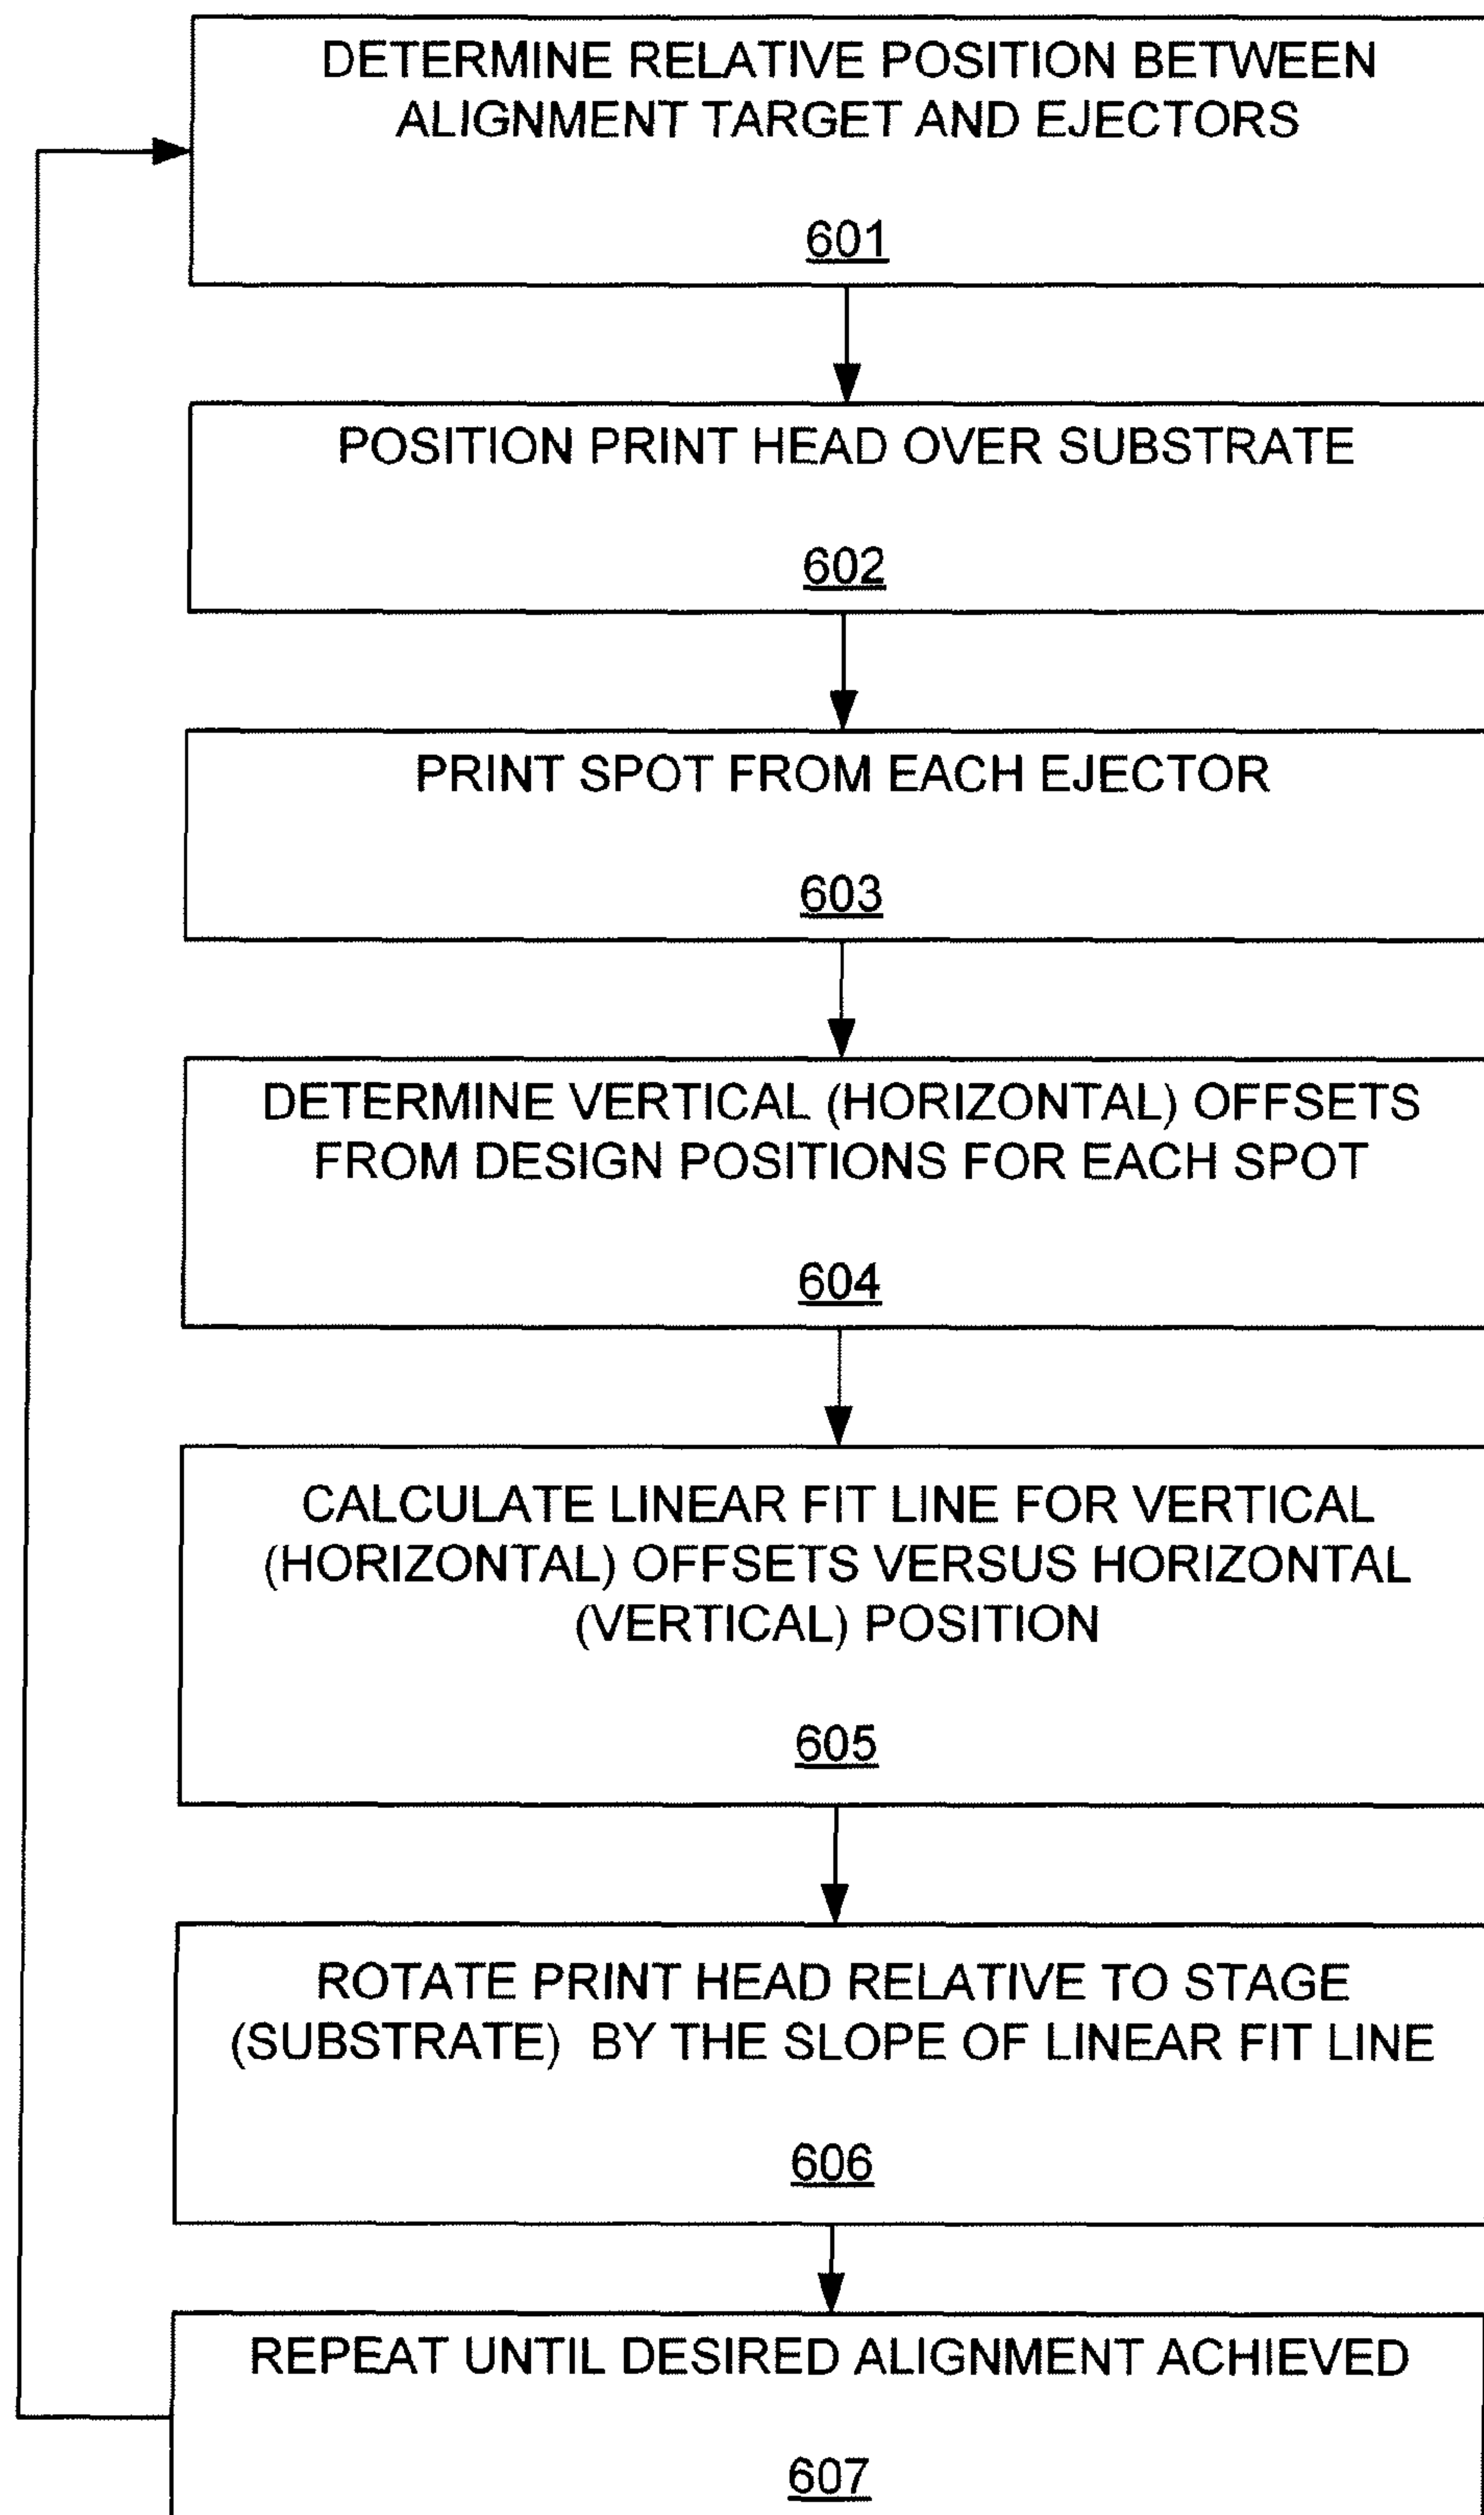 DETERMINE RELATIVE POSITION BETWEEN
ALIGNMENT TARGET AND EJECTORS
601
POSITION PRINT HEAD OVER SUBSTRATE
602
PRINT SPOT FROM EACH EJECTOR
603
DETERMINE VERTICAL (HORIZONTAL) OFFSETS
FROM DESIGN POSITIONS FOR EACH SPOT
604
CALCULATE LINEAR FIT LINE FOR VERTICAL
(HORIZONTAL) OFFSETS VERSUS HORIZONTAL
(VERTICAL) POSITION
605
ROTATE PRINT HEAD RELATIVE TO STAGE
(SUBSTRATE) BY THE SLOPE OF LINEAR FIT LINE
606
REPEAT UNTIL DESIRED ALIGNMENT ACHIEVED
607